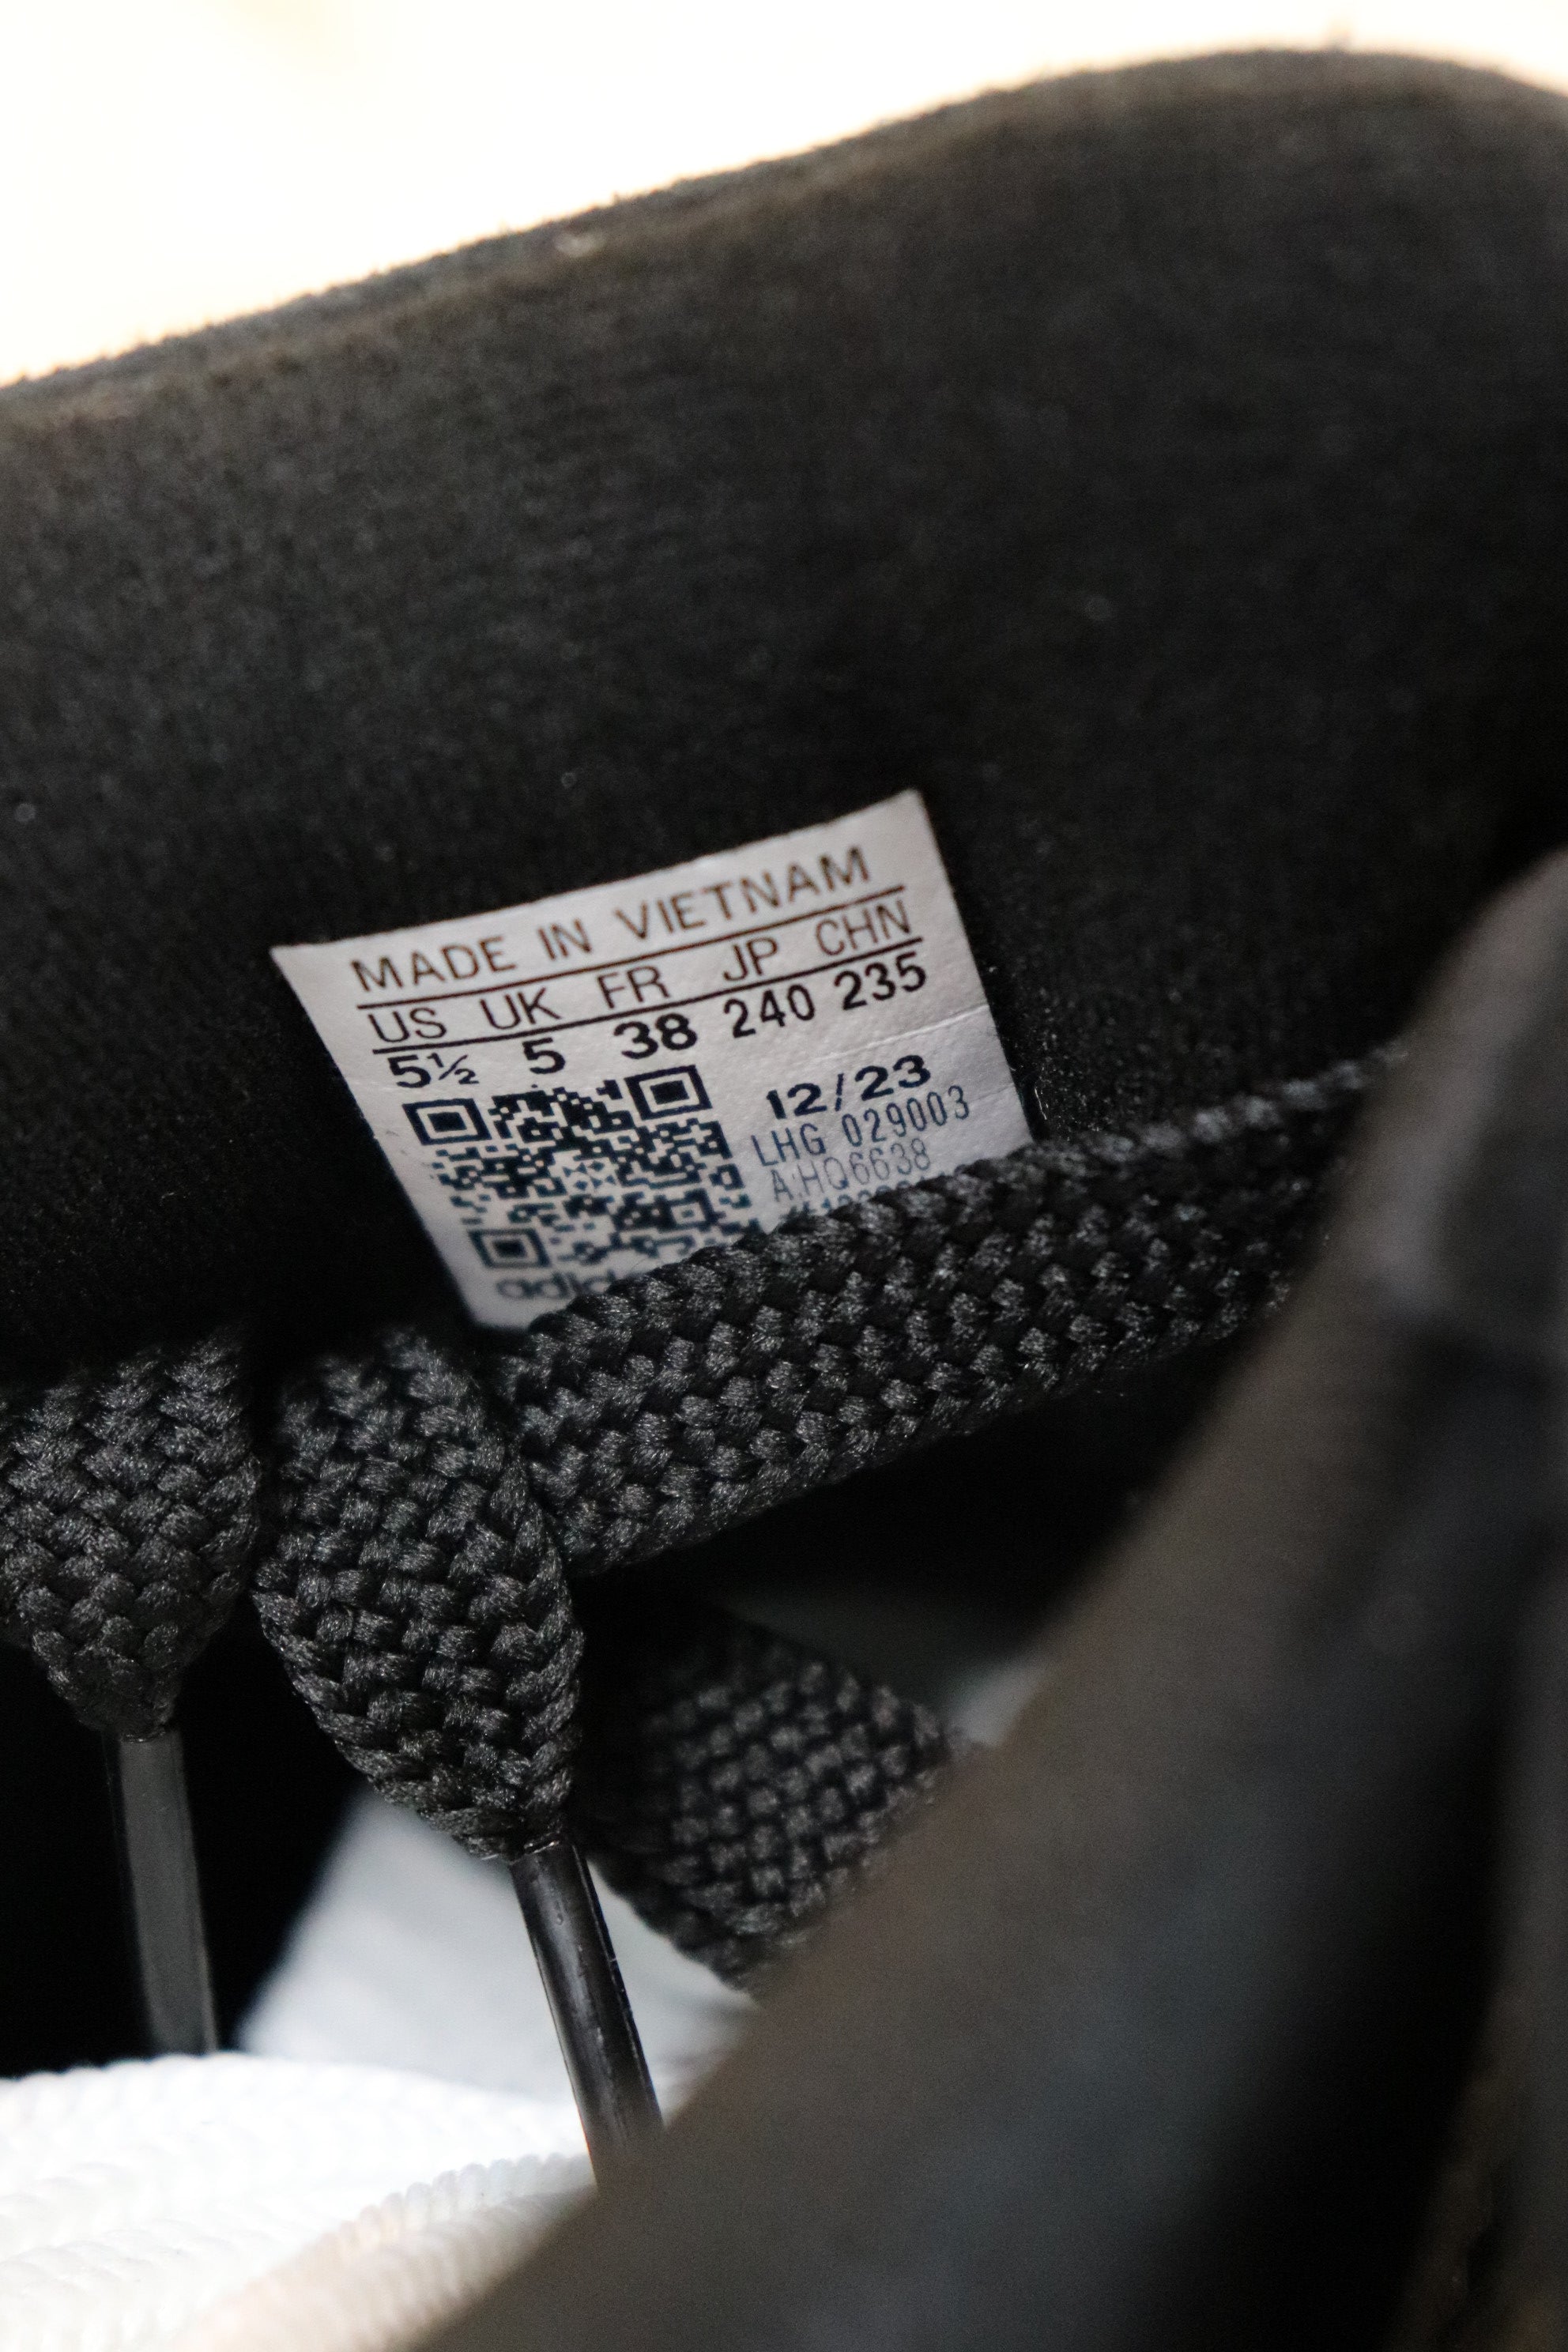 MADE IN VIETNAM
US UK FR JP CHN
5½ 5 38 240 235
12/23
LHG 029003
A:HQ6638